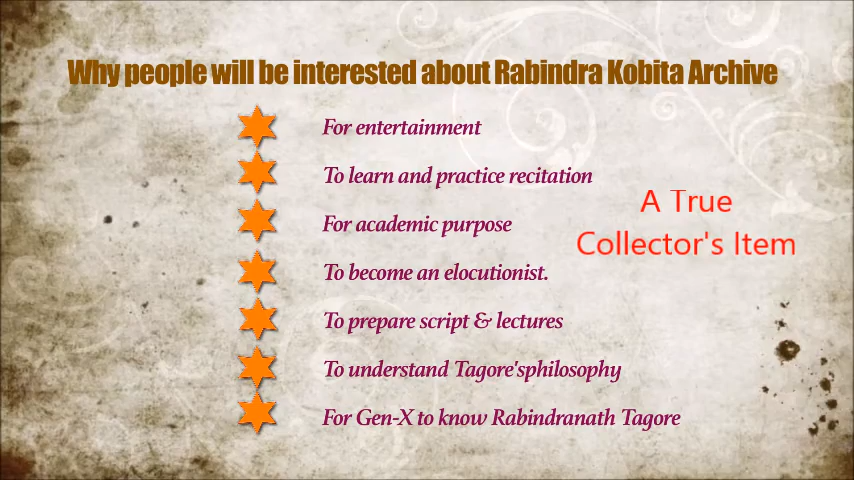 Why people will be interested about Rabindra Kobita Archive
For entertainment
To learn and practice recitation
For academic purpose
A True
Collector's Item
To become an elocutionist.
To prepare script & lectures
To understand Tagore'sphilosophy
For Gen-X to know Rabindranath Tagore